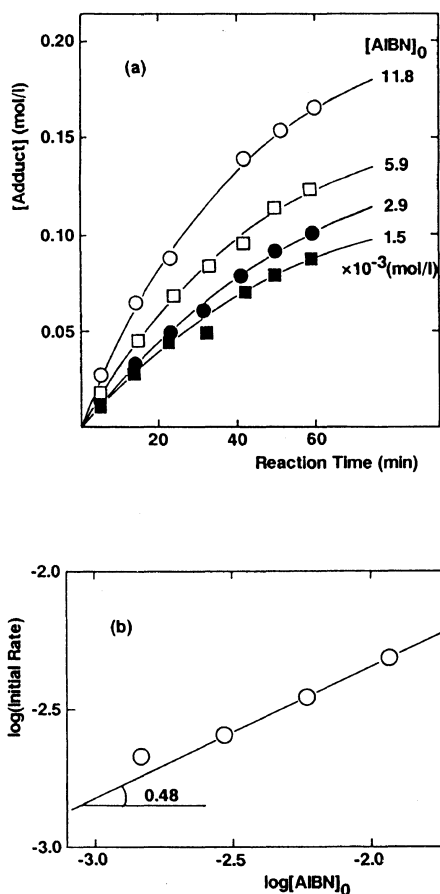 0.20
(a)
[AIBN]0
11.8
0.15
[Adduct] (mol/l)
5.9
0.10
2.9
1.5
×10-3(mol/l)
0.05
20
40
60
Reaction Time (min)
-2.0
(b)
log(Initial Rate)
-2.5
0.48
-3.0
-3.0
-2.5
-2.0
log[AIBN]0